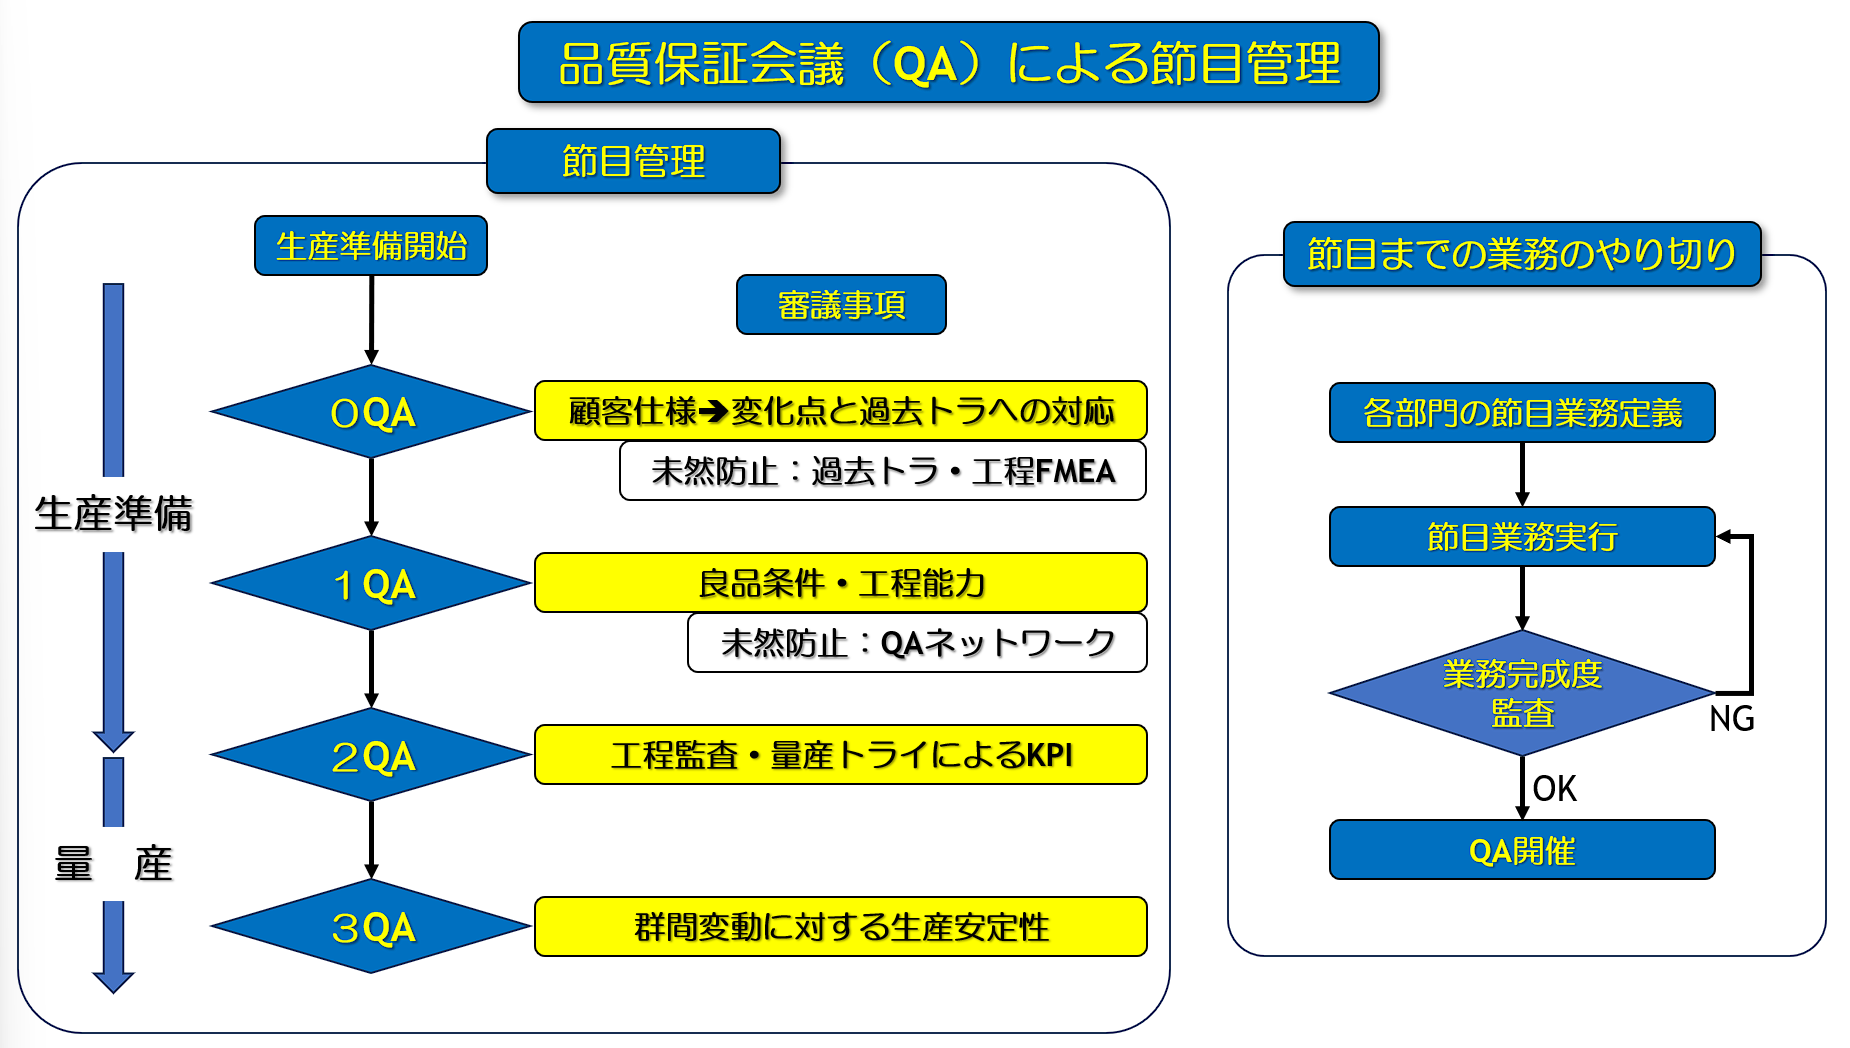 品質保証会議（QA）による節目管理
節目管理
生産準備開始
審議事項
０QA
顧客仕様➔変化点と過去トラへの対応
未然防止：過去トラ・工程FMEA
生産準備
１QA
良品条件・工程能力
未然防止：QAネットワーク
２QA
工程監査・量産トライによるKPI
量　産
３QA
群間変動に対する生産安定性
節目までの業務のやり切り
各部門の節目業務定義
節目業務実行
業務完成度
監査
NG
OK
QA開催